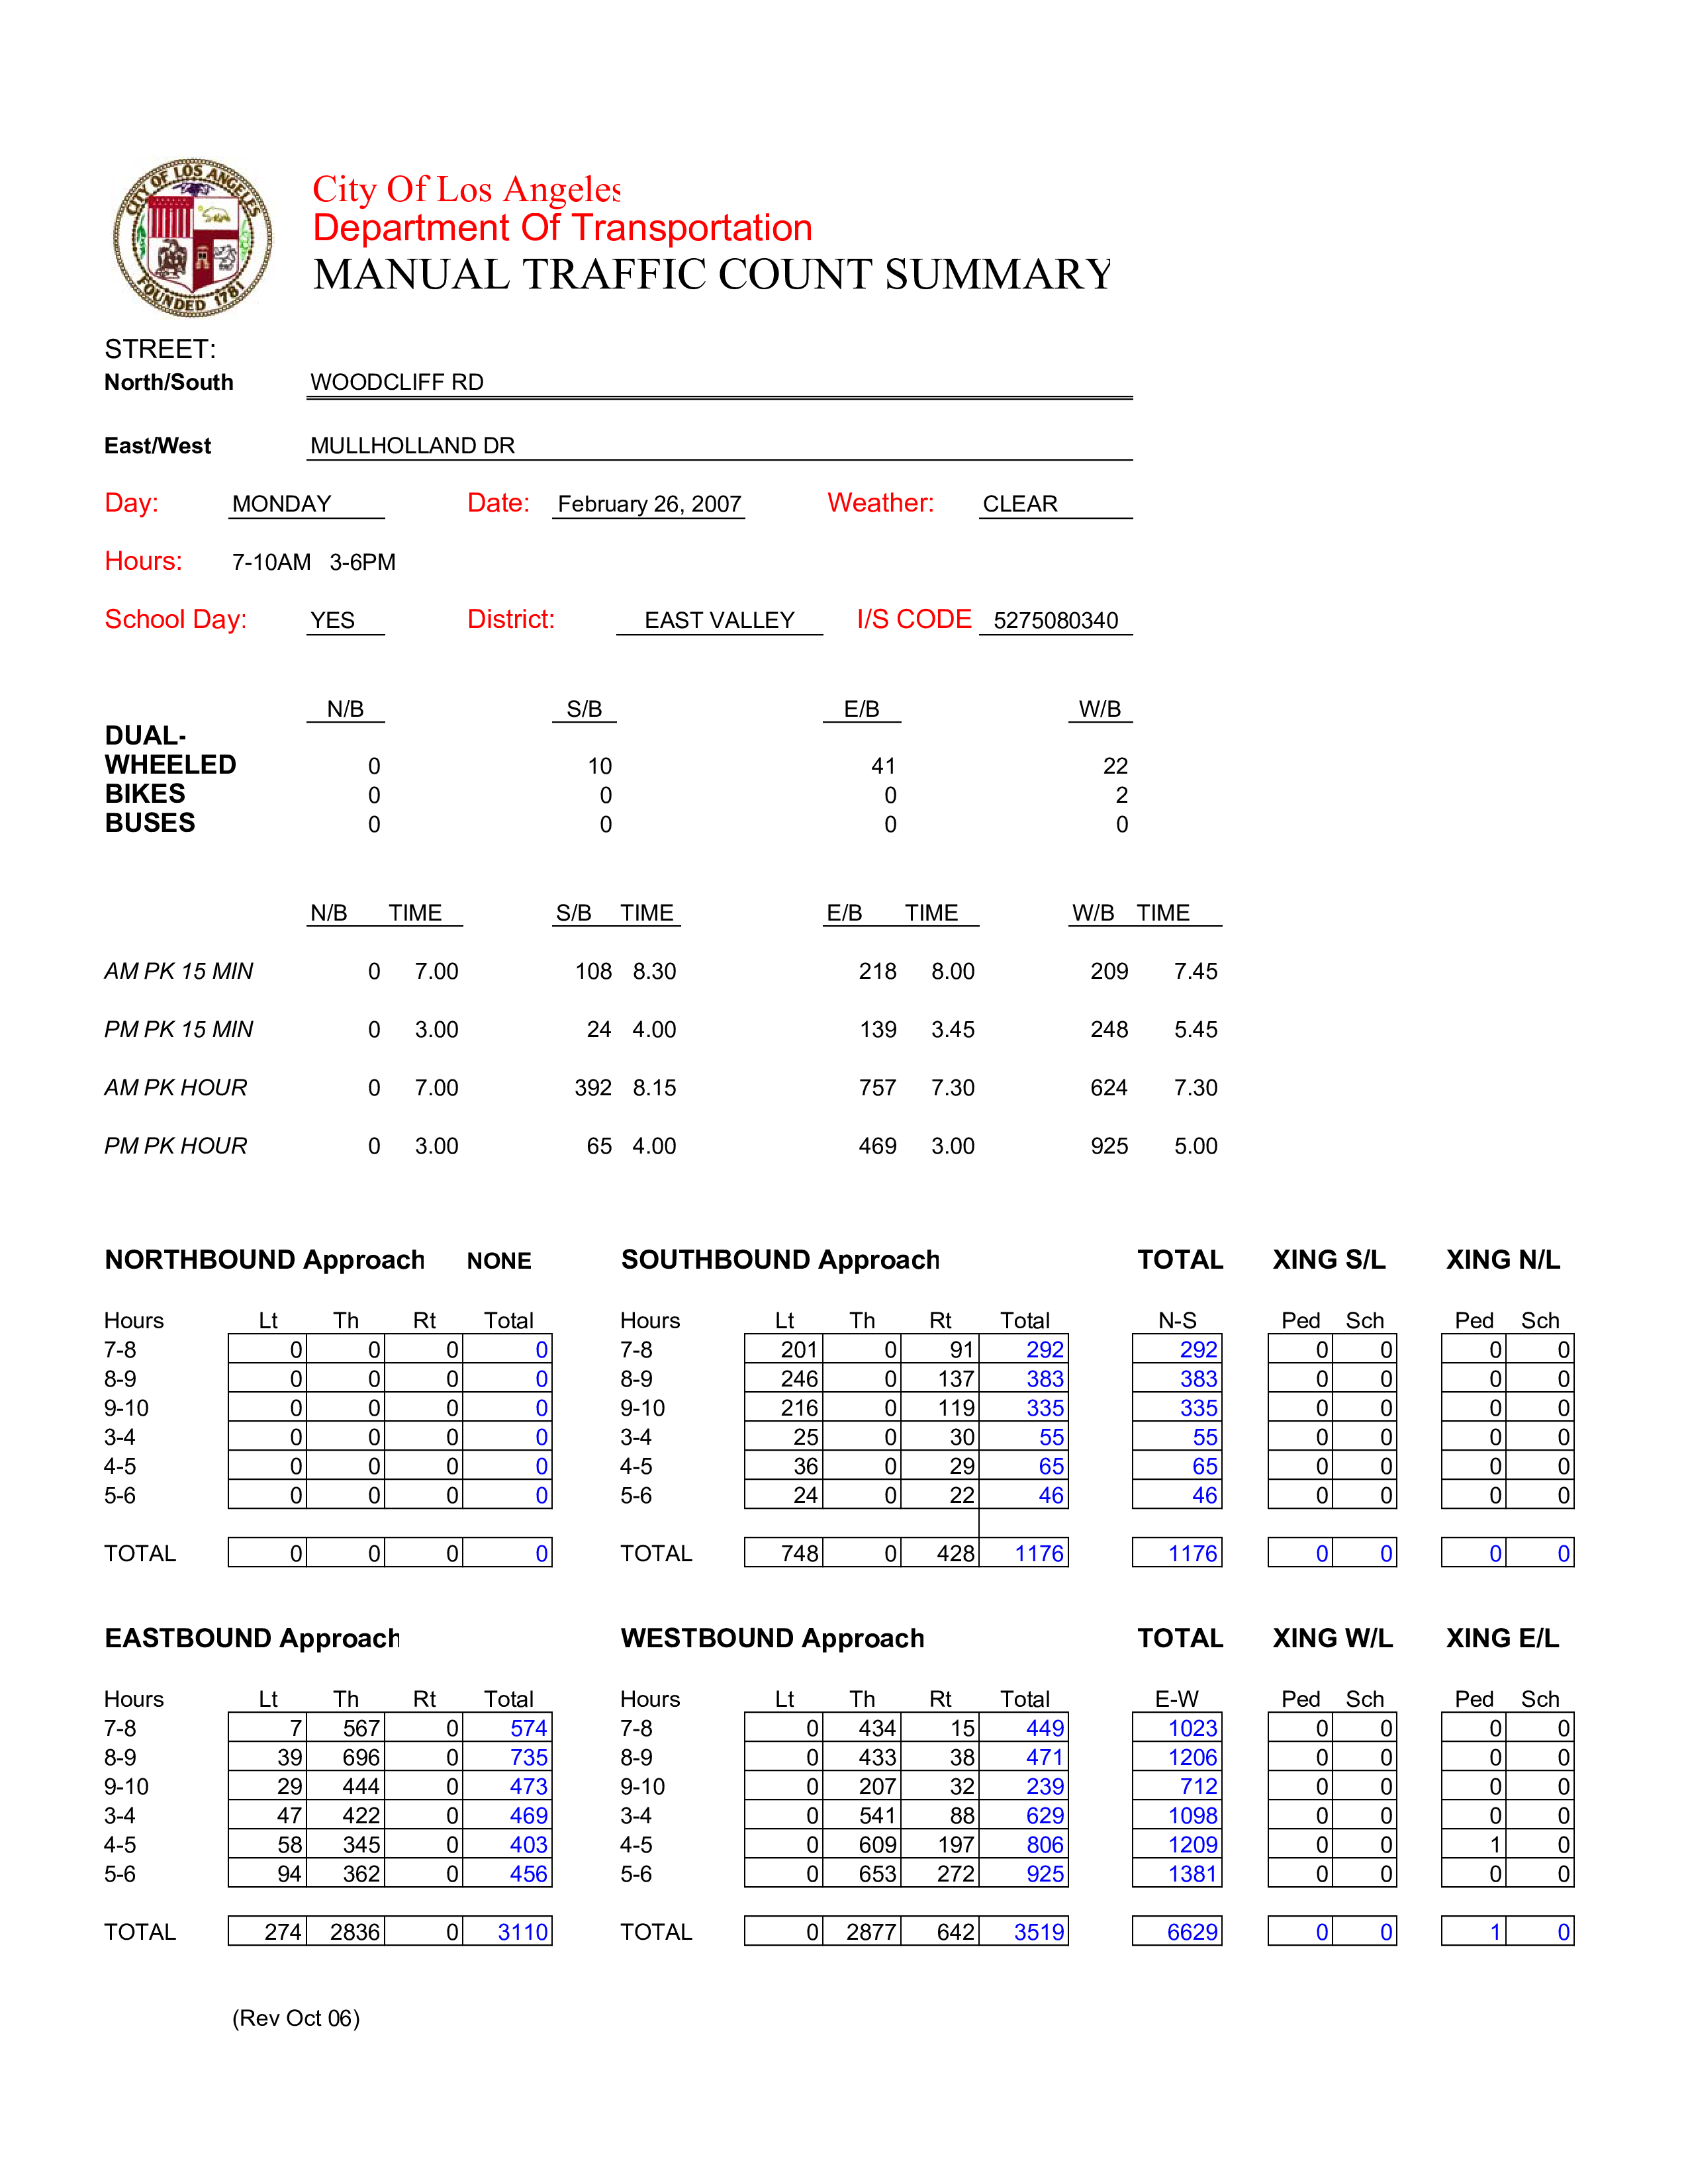 CITY OF LOS ANGELES
FOUNDED 1781
City Of Los Angeles
Department Of Transportation
MANUAL TRAFFIC COUNT SUMMARY
STREET:
North/South WOODCLIFF RD
East/West MULLHOLLAND DR
Day: MONDAY Date: February 26, 2007 Weather: CLEAR
Hours: 7-10AM 3-6PM
School Day: YES District: EAST VALLEY I/S CODE 5275080340
N/B S/B E/B W/B
DUAL-
WHEELED 0 10 41 22
BIKES 0 0 0 2
BUSES 0 0 0 0
N/B TIME S/B TIME E/B TIME W/B TIME
AM PK 15 MIN 0 7.00 108 8.30 218 8.00 209 7.45
PM PK 15 MIN 0 3.00 24 4.00 139 3.45 248 5.45
AM PK HOUR 0 7.00 392 8.15 757 7.30 624 7.30
PM PK HOUR 0 3.00 65 4.00 469 3.00 925 5.00
NORTHBOUND Approach NONE SOUTHBOUND Approach TOTAL XING S/L XING N/L
Hours Lt Th Rt Total Hours Lt Th Rt Total N-S Ped Sch Ped Sch
7-8 0 0 0 0 7-8 201 0 91 292 292 0 0 0 0
8-9 0 0 0 0 8-9 246 0 137 383 383 0 0 0 0
9-10 0 0 0 0 9-10 216 0 119 335 335 0 0 0 0
3-4 0 0 0 0 3-4 25 0 30 55 55 0 0 0 0
4-5 0 0 0 0 4-5 36 0 29 65 65 0 0 0 0
5-6 0 0 0 0 5-6 24 0 22 46 46 0 0 0 0
TOTAL 0 0 0 0 TOTAL 748 0 428 1176 1176 0 0 0 0
EASTBOUND Approach WESTBOUND Approach TOTAL XING W/L XING E/L
Hours Lt Th Rt Total Hours Lt Th Rt Total E-W Ped Sch Ped Sch
7-8 7 567 0 574 7-8 0 434 15 449 1023 0 0 0 0
8-9 39 696 0 735 8-9 0 433 38 471 1206 0 0 0 0
9-10 29 444 0 473 9-10 0 207 32 239 712 0 0 0 0
3-4 47 422 0 469 3-4 0 541 88 629 1098 0 0 0 0
4-5 58 345 0 403 4-5 0 609 197 806 1209 0 0 1 0
5-6 94 362 0 456 5-6 0 653 272 925 1381 0 0 0 0
TOTAL 274 2836 0 3110 TOTAL 0 2877 642 3519 6629 0 0 1 0
(Rev Oct 06)